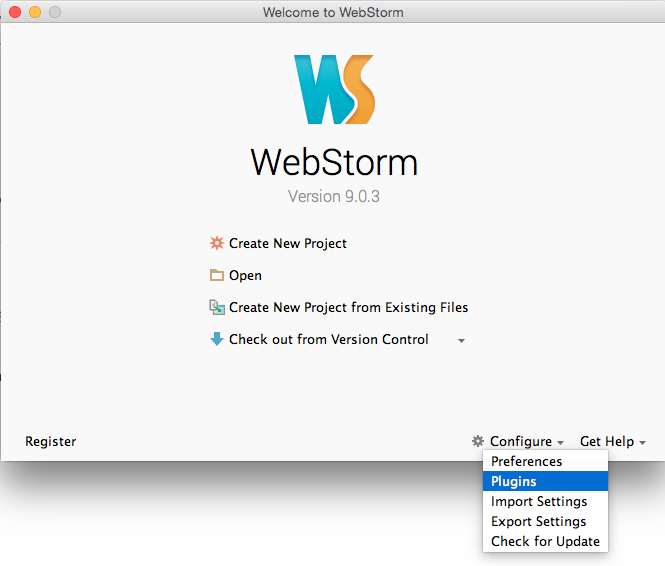 Welcome to WebStorm
WS
WebStorm
Version 9.0.3
Create New Project
Open
Create New Project from Existing Files
Check out from Version Control
Register
Configure
Get Help
Preferences
Plugins
Import Settings
Export Settings
Check for Update